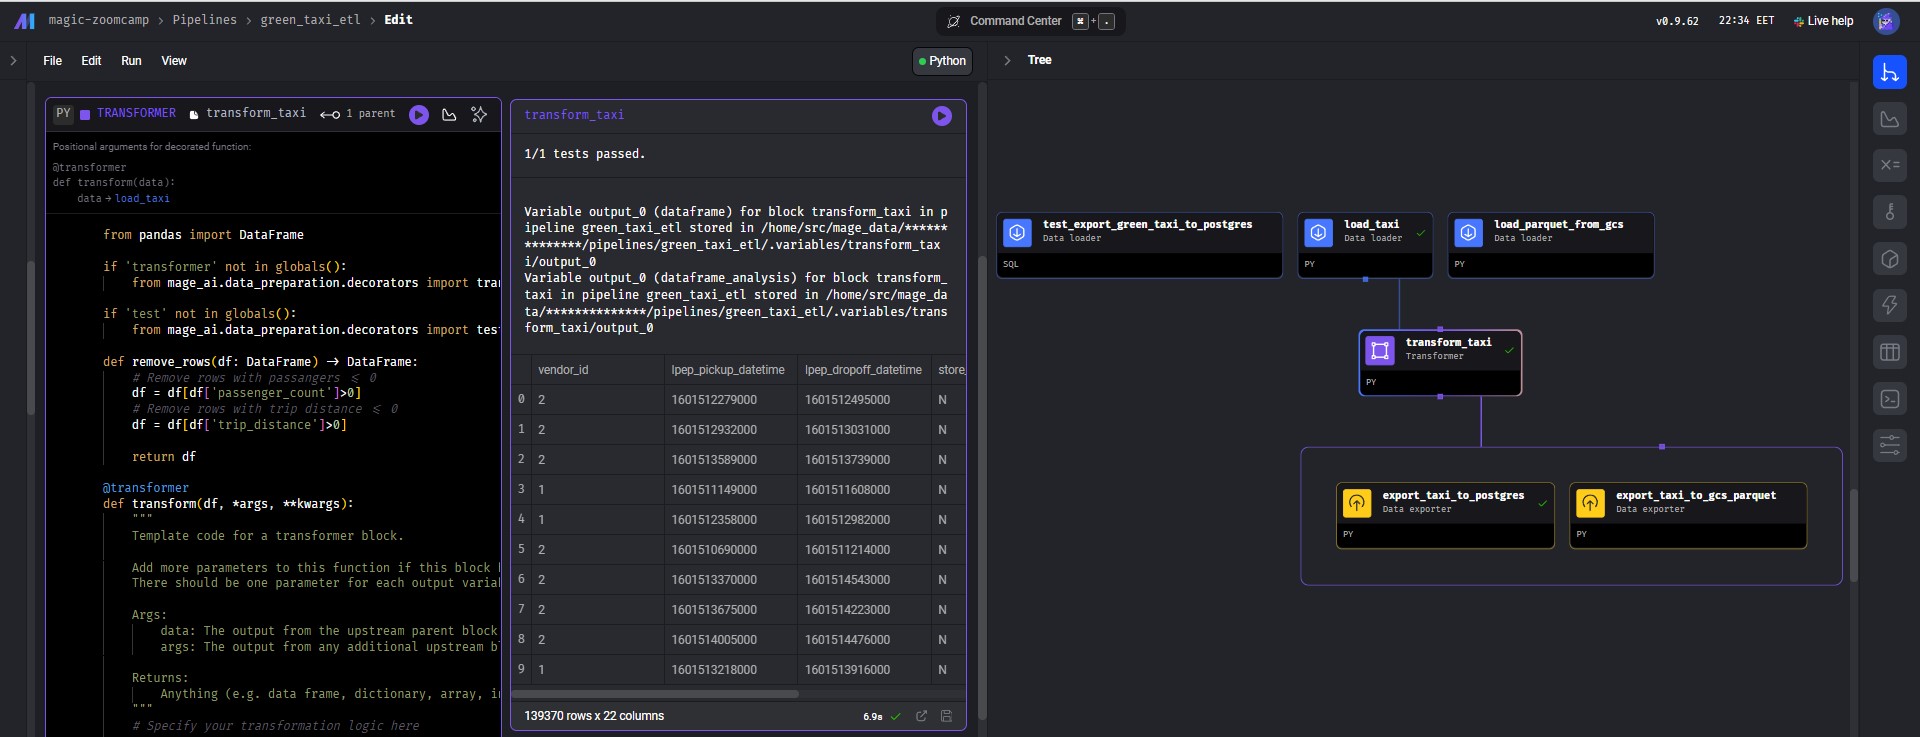 magic-zoomcamp > Pipelines > green_taxi_etl > Edit
Command Center ⌘ + .
v0.9.62 22:34 EET Live help
File Edit Run View
Python
Tree
PY TRANSFORMER transform_taxi 1 parent
Positional arguments for decorated function:
@transformer
def transform(data):
data → load_taxi
from pandas import DataFrame
if 'transformer' not in globals():
from mage_ai.data_preparation.decorators import tra
if 'test' not in globals():
from mage_ai.data_preparation.decorators import tes
def remove_rows(df: DataFrame) → DataFrame:
# Remove rows with passangers ⩽ 0
df = df[df['passenger_count']>0]
# Remove rows with trip distance ⩽ 0
df = df[df['trip_distance']>0]
return df
@transformer
def transform(df, *args, **kwargs):
"""
Template code for a transformer block.
Add more parameters to this function if this block
There should be one parameter for each output varia
Args:
data: The output from the upstream parent block
args: The output from any additional upstream bl
Returns:
Anything (e.g. data frame, dictionary, array, in
"""
# Specify your transformation logic here
transform_taxi
1/1 tests passed.
Variable output_0 (dataframe) for block transform_taxi in p
ipeline green_taxi_etl stored in /home/src/mage_data/******
********/pipelines/green_taxi_etl/.variables/transform_tax
i/output_0
Variable output_0 (dataframe_analysis) for block transform_
taxi in pipeline green_taxi_etl stored in /home/src/mage_da
ta/**************/pipelines/green_taxi_etl/.variables/trans
form_taxi/output_0
vendor_id lpep_pickup_datetime lpep_dropoff_datetime store_
0 2 1601512279000 1601512495000 N
1 2 1601512932000 1601513031000 N
2 2 1601513589000 1601513739000 N
3 1 1601511149000 1601511608000 N
4 1 1601512358000 1601512982000 N
5 2 1601510690000 1601511214000 N
6 2 1601513370000 1601514543000 N
7 2 1601513675000 1601514223000 N
8 2 1601514005000 1601514476000 N
9 1 1601513218000 1601513916000 N
139370 rows x 22 columns 6.9s
test_export_green_taxi_to_postgres
Data loader
SQL
load_taxi
Data loader
PY
load_parquet_from_gcs
Data loader
PY
transform_taxi
Transformer
PY
export_taxi_to_postgres
Data exporter
PY
export_taxi_to_gcs_parquet
Data exporter
PY